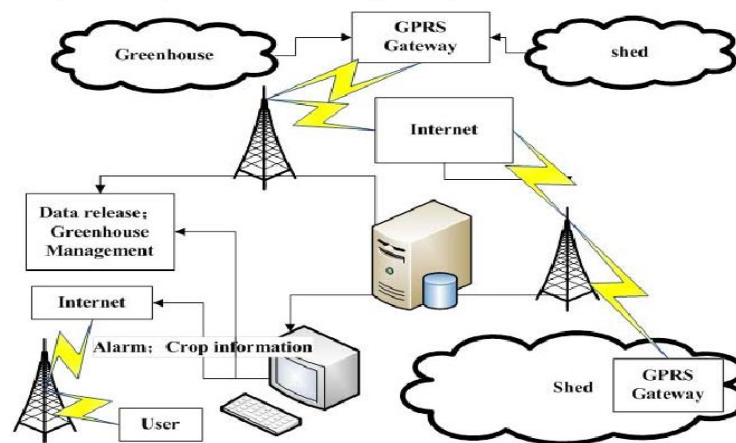 GPRS
Gateway
Greenhouse
shed
Internet
Data release;
Greenhouse
Management
Internet
Alarm; Crop information
Shed
GPRS
Gateway
User